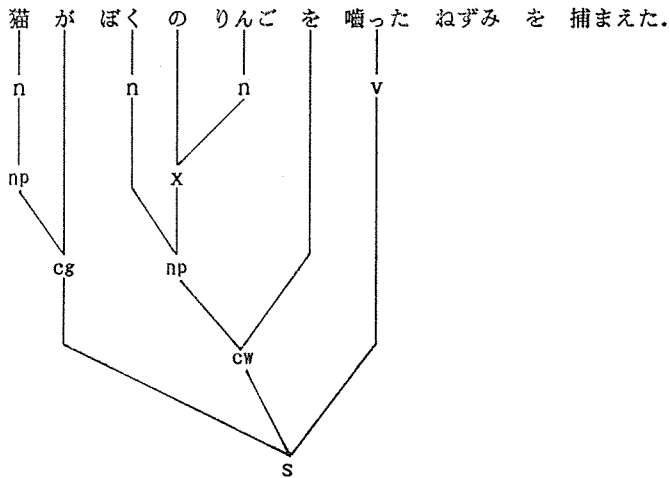 猫 が ぼく の りんご を 嚙った ねずみ を 捕まえた.
n n n v
np x
cg np
cw
s